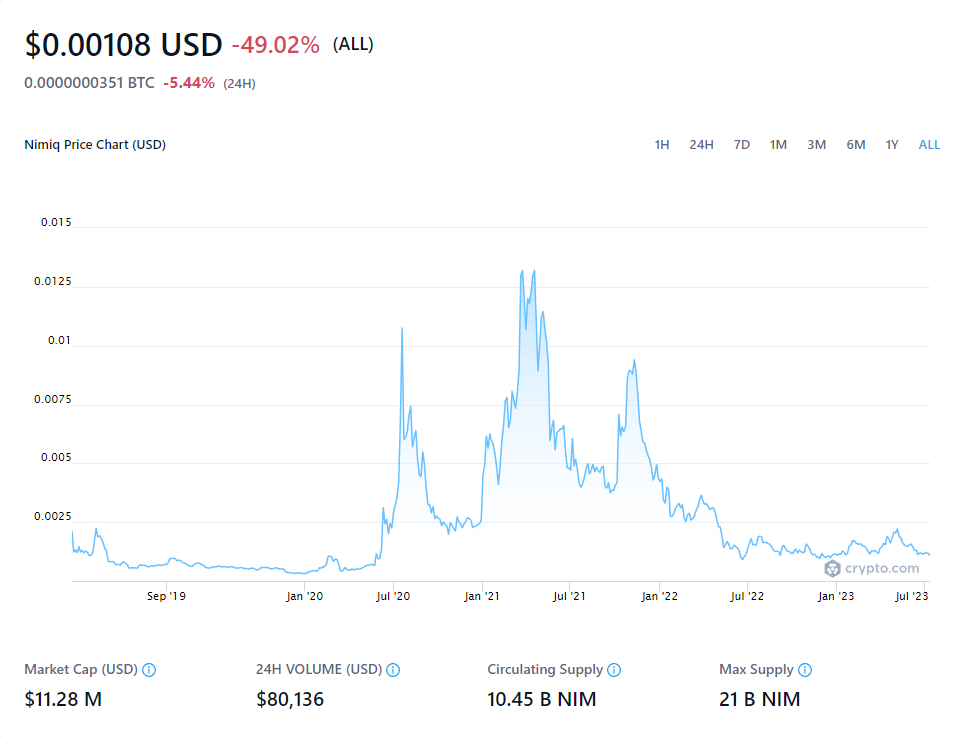 $0.00108 USD -49.02% (ALL)
0.0000000351 BTC -5.44% (24H)
Nimiq Price Chart (USD) 1H 24H 7D 1M 3M 6M 1Y ALL
0.015
0.0125
0.01
0.0075
0.005
0.0025
crypto.com
Sep '19 Jan '20 Jul '20 Jan '21 Jul '21 Jan '22 Jul '22 Jan '23 Jul '23
Market Cap (USD) 24H VOLUME (USD) Circulating Supply Max Supply
$11.28 M $80,136 10.45 B NIM 21 B NIM